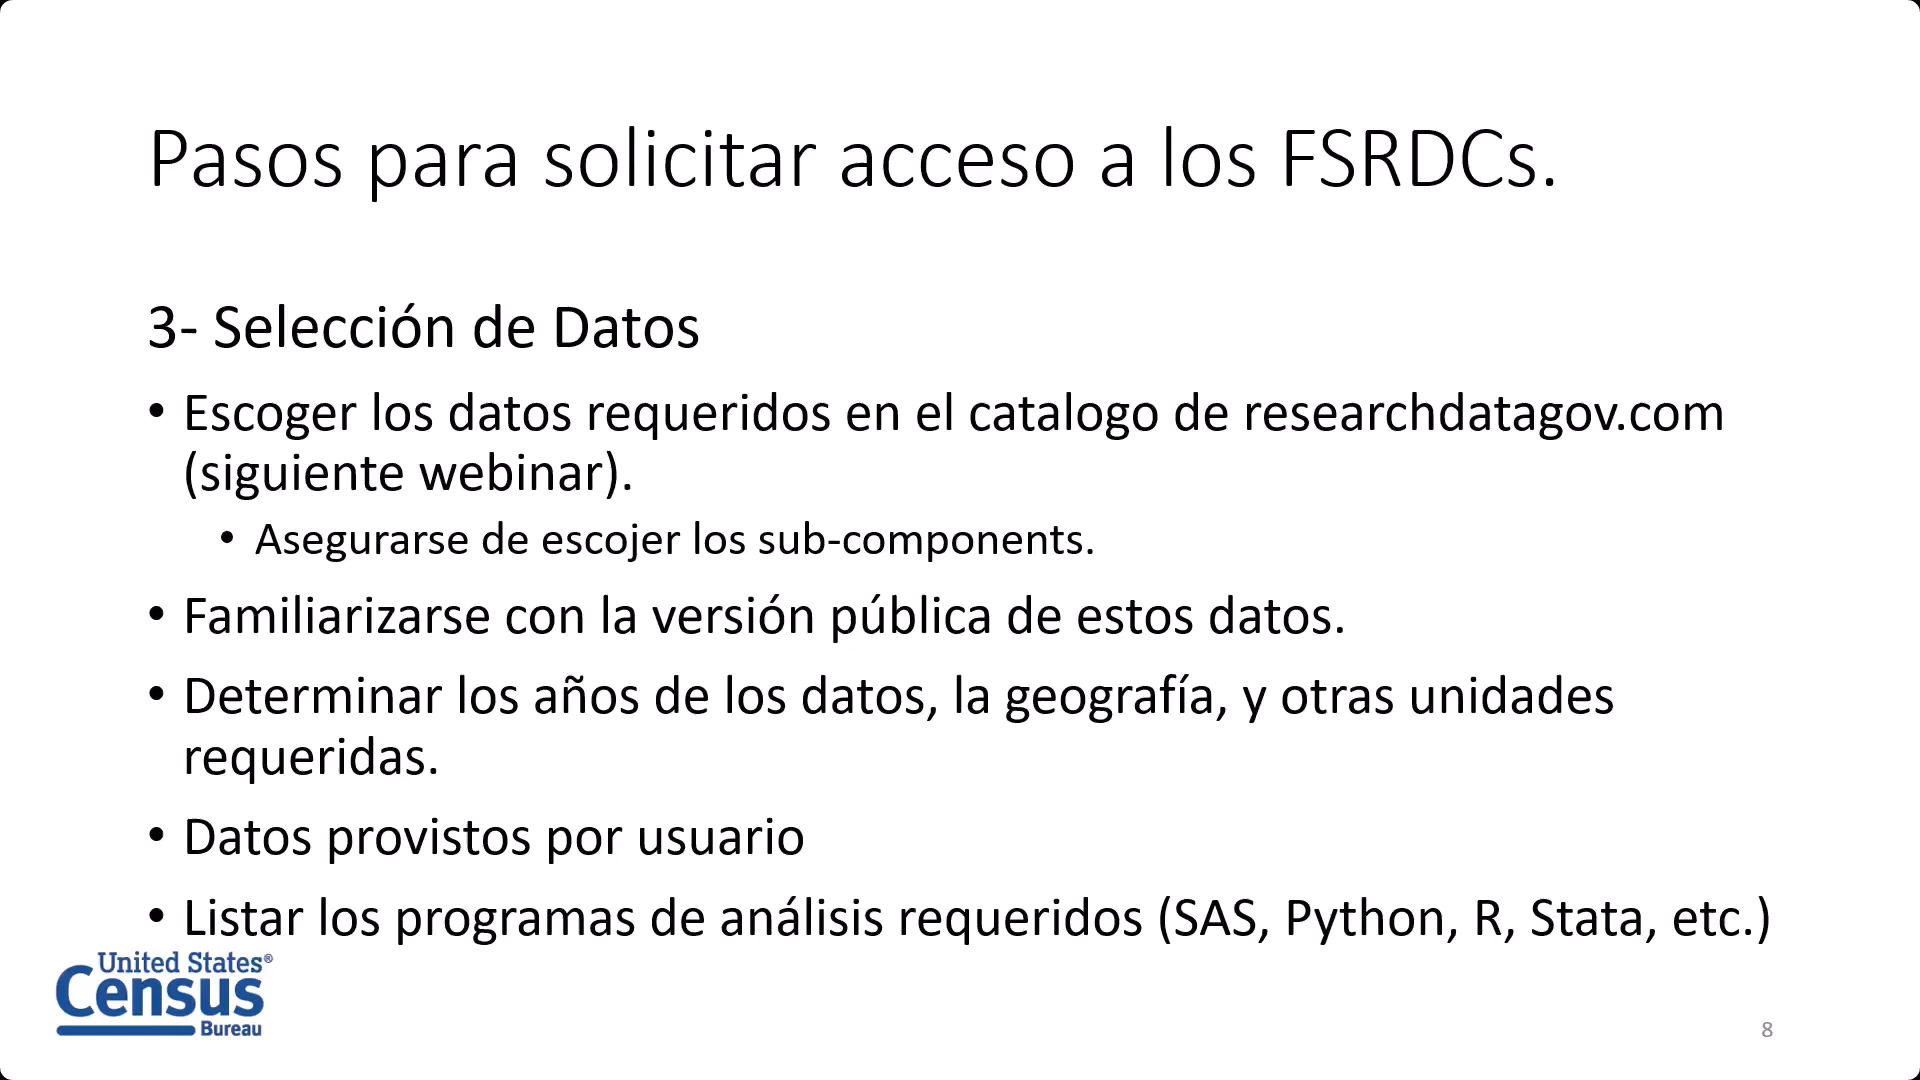 Pasos para solicitar acceso a los FSRDCs.
3- Selección de Datos
• Escoger los datos requeridos en el catalogo de researchdatagov.com
(siguiente webinar).
• Asegurarse de escojer los sub-components.
• Familiarizarse con la versión pública de estos datos.
• Determinar los años de los datos, la geografía, y otras unidades
requeridas.
• Datos provistos por usuario
• Listar los programas de análisis requeridos (SAS, Python, R, Stata, etc.)
United States®
Census
Bureau
8